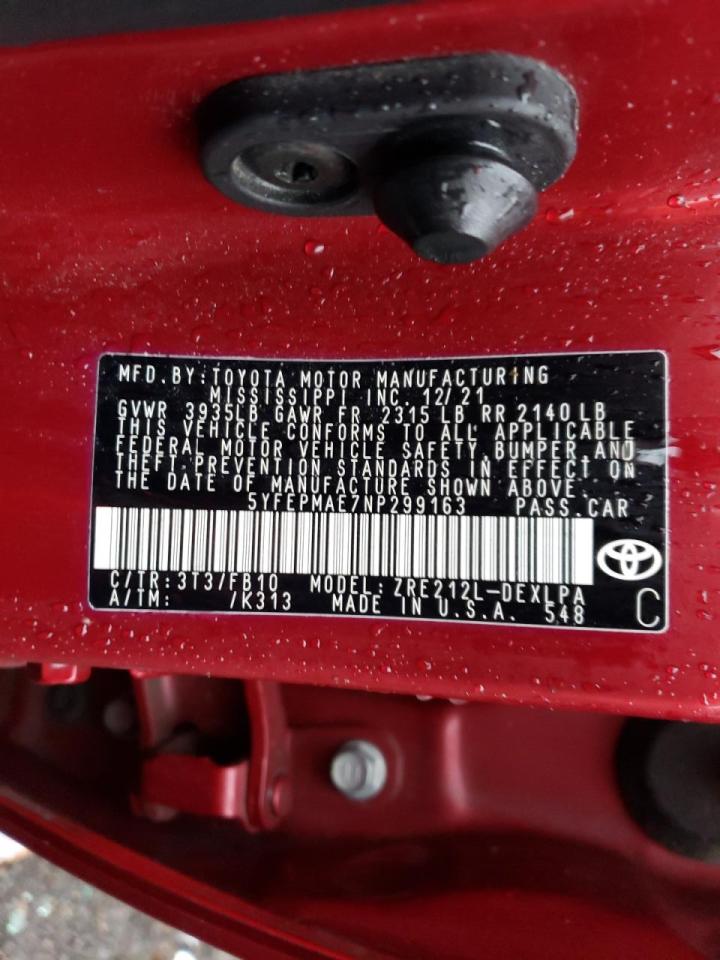 MFD.BY:TOYOTA MOTOR MANUFACTURING
MISSISSIPPI INC. 12/21
GVWR 3935LB GAWR FR 2315 LB RR 2140 LB
THIS VEHICLE CONFORMS TO ALL APPLICABLE
FEDERAL MOTOR VEHICLE SAFETY, BUMPER, AND
THEFT PREVENTION STANDARDS IN EFFECT ON
THE DATE OF MANUFACTURE SHOWN ABOVE.
5YFEPMAE7NP299163 PASS.CAR
C/TR:3T3/FB10 MODEL: ZRE212L-DEXLPA
A/TM: /K313 MADE IN U.S.A. 548 C